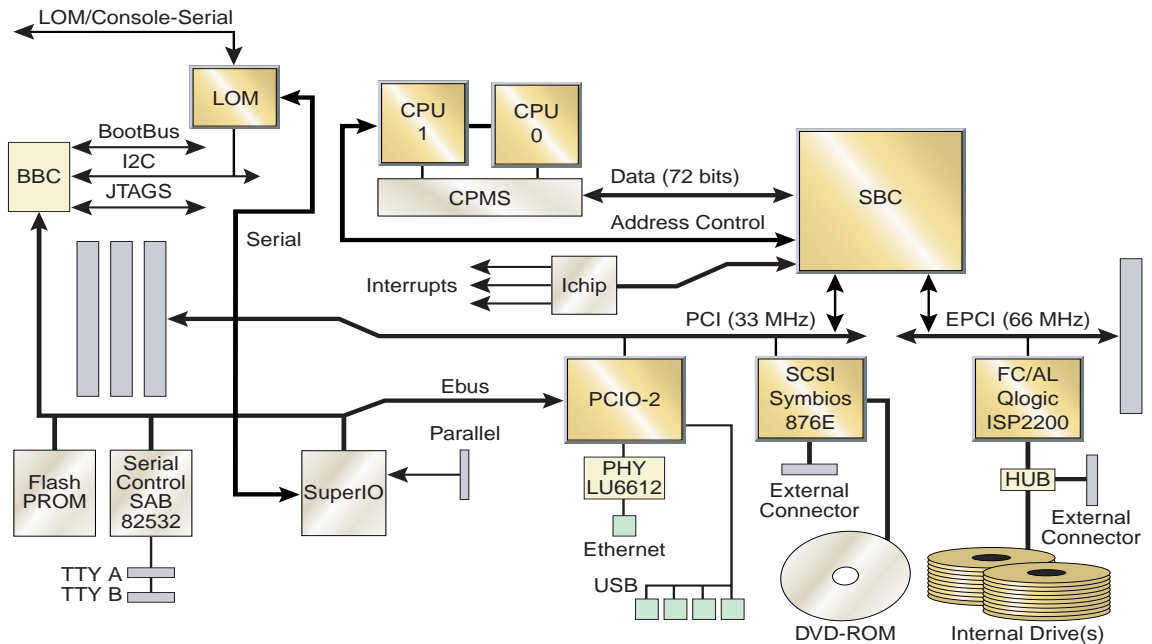 LOM/Console-Serial
LOM
BootBus
I2C
JTAGS
BBC
Serial
CPU
1
CPU
0
CPMS
Data (72 bits)
Address Control
SBC
Interrupts
Ichip
PCI (33 MHz)
EPCI (66 MHz)
Ebus
PCIO-2
SCSI
Symbios
876E
FC/AL
Qlogic
ISP2200
Parallel
Flash
PROM
Serial
Control
SAB
82532
SuperIO
PHY
LU6612
External
Connector
HUB
External
Connector
Ethernet
TTY A
TTY B
USB
DVD-ROM
Internal Drive(s)